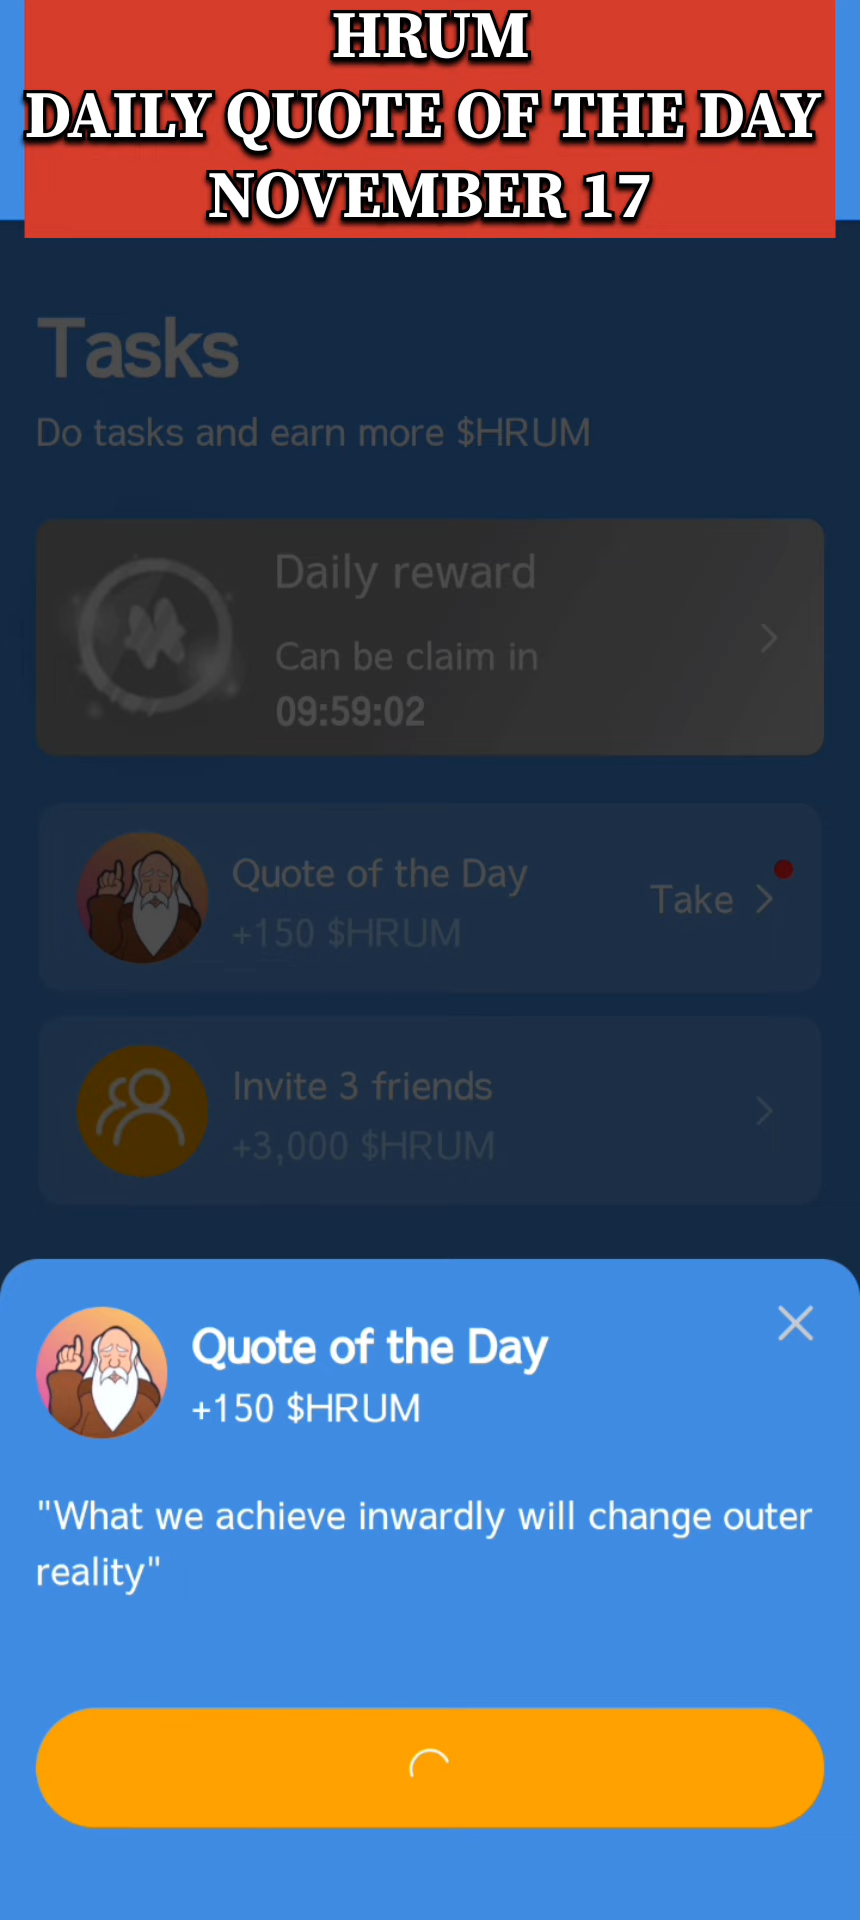 HRUM
DAILY QUOTE OF THE DAY
NOVEMBER 17
Tasks
Do tasks and earn more $HRUM
Daily reward
Can be claim in
09:59:02
Quote of the Day
+150 $HRUM
Take
Invite 3 friends
+3,000 $HRUM
Quote of the Day
+150 $HRUM
"What we achieve inwardly will change outer
reality"